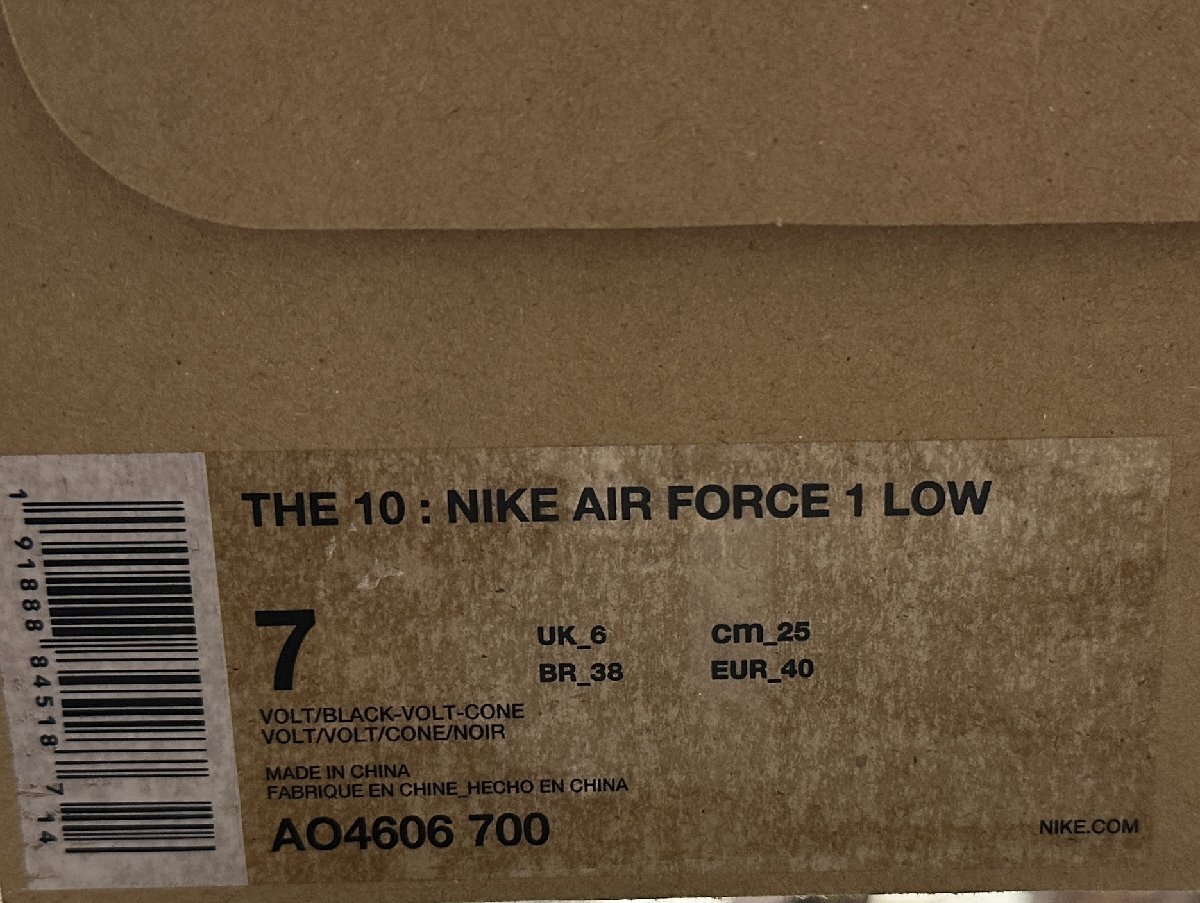 THE 10 : NIKE AIR FORCE 1 LOW
7
UK_6 cm_25
BR_38 EUR_40
VOLT/BLACK-VOLT-CONE
VOLT/VOLT/CONE/NOIR
MADE IN CHINA
FABRIQUE EN CHINE_HECHO EN CHINA
AO4606 700
NIKE.COM
1 91888 84518 7 14